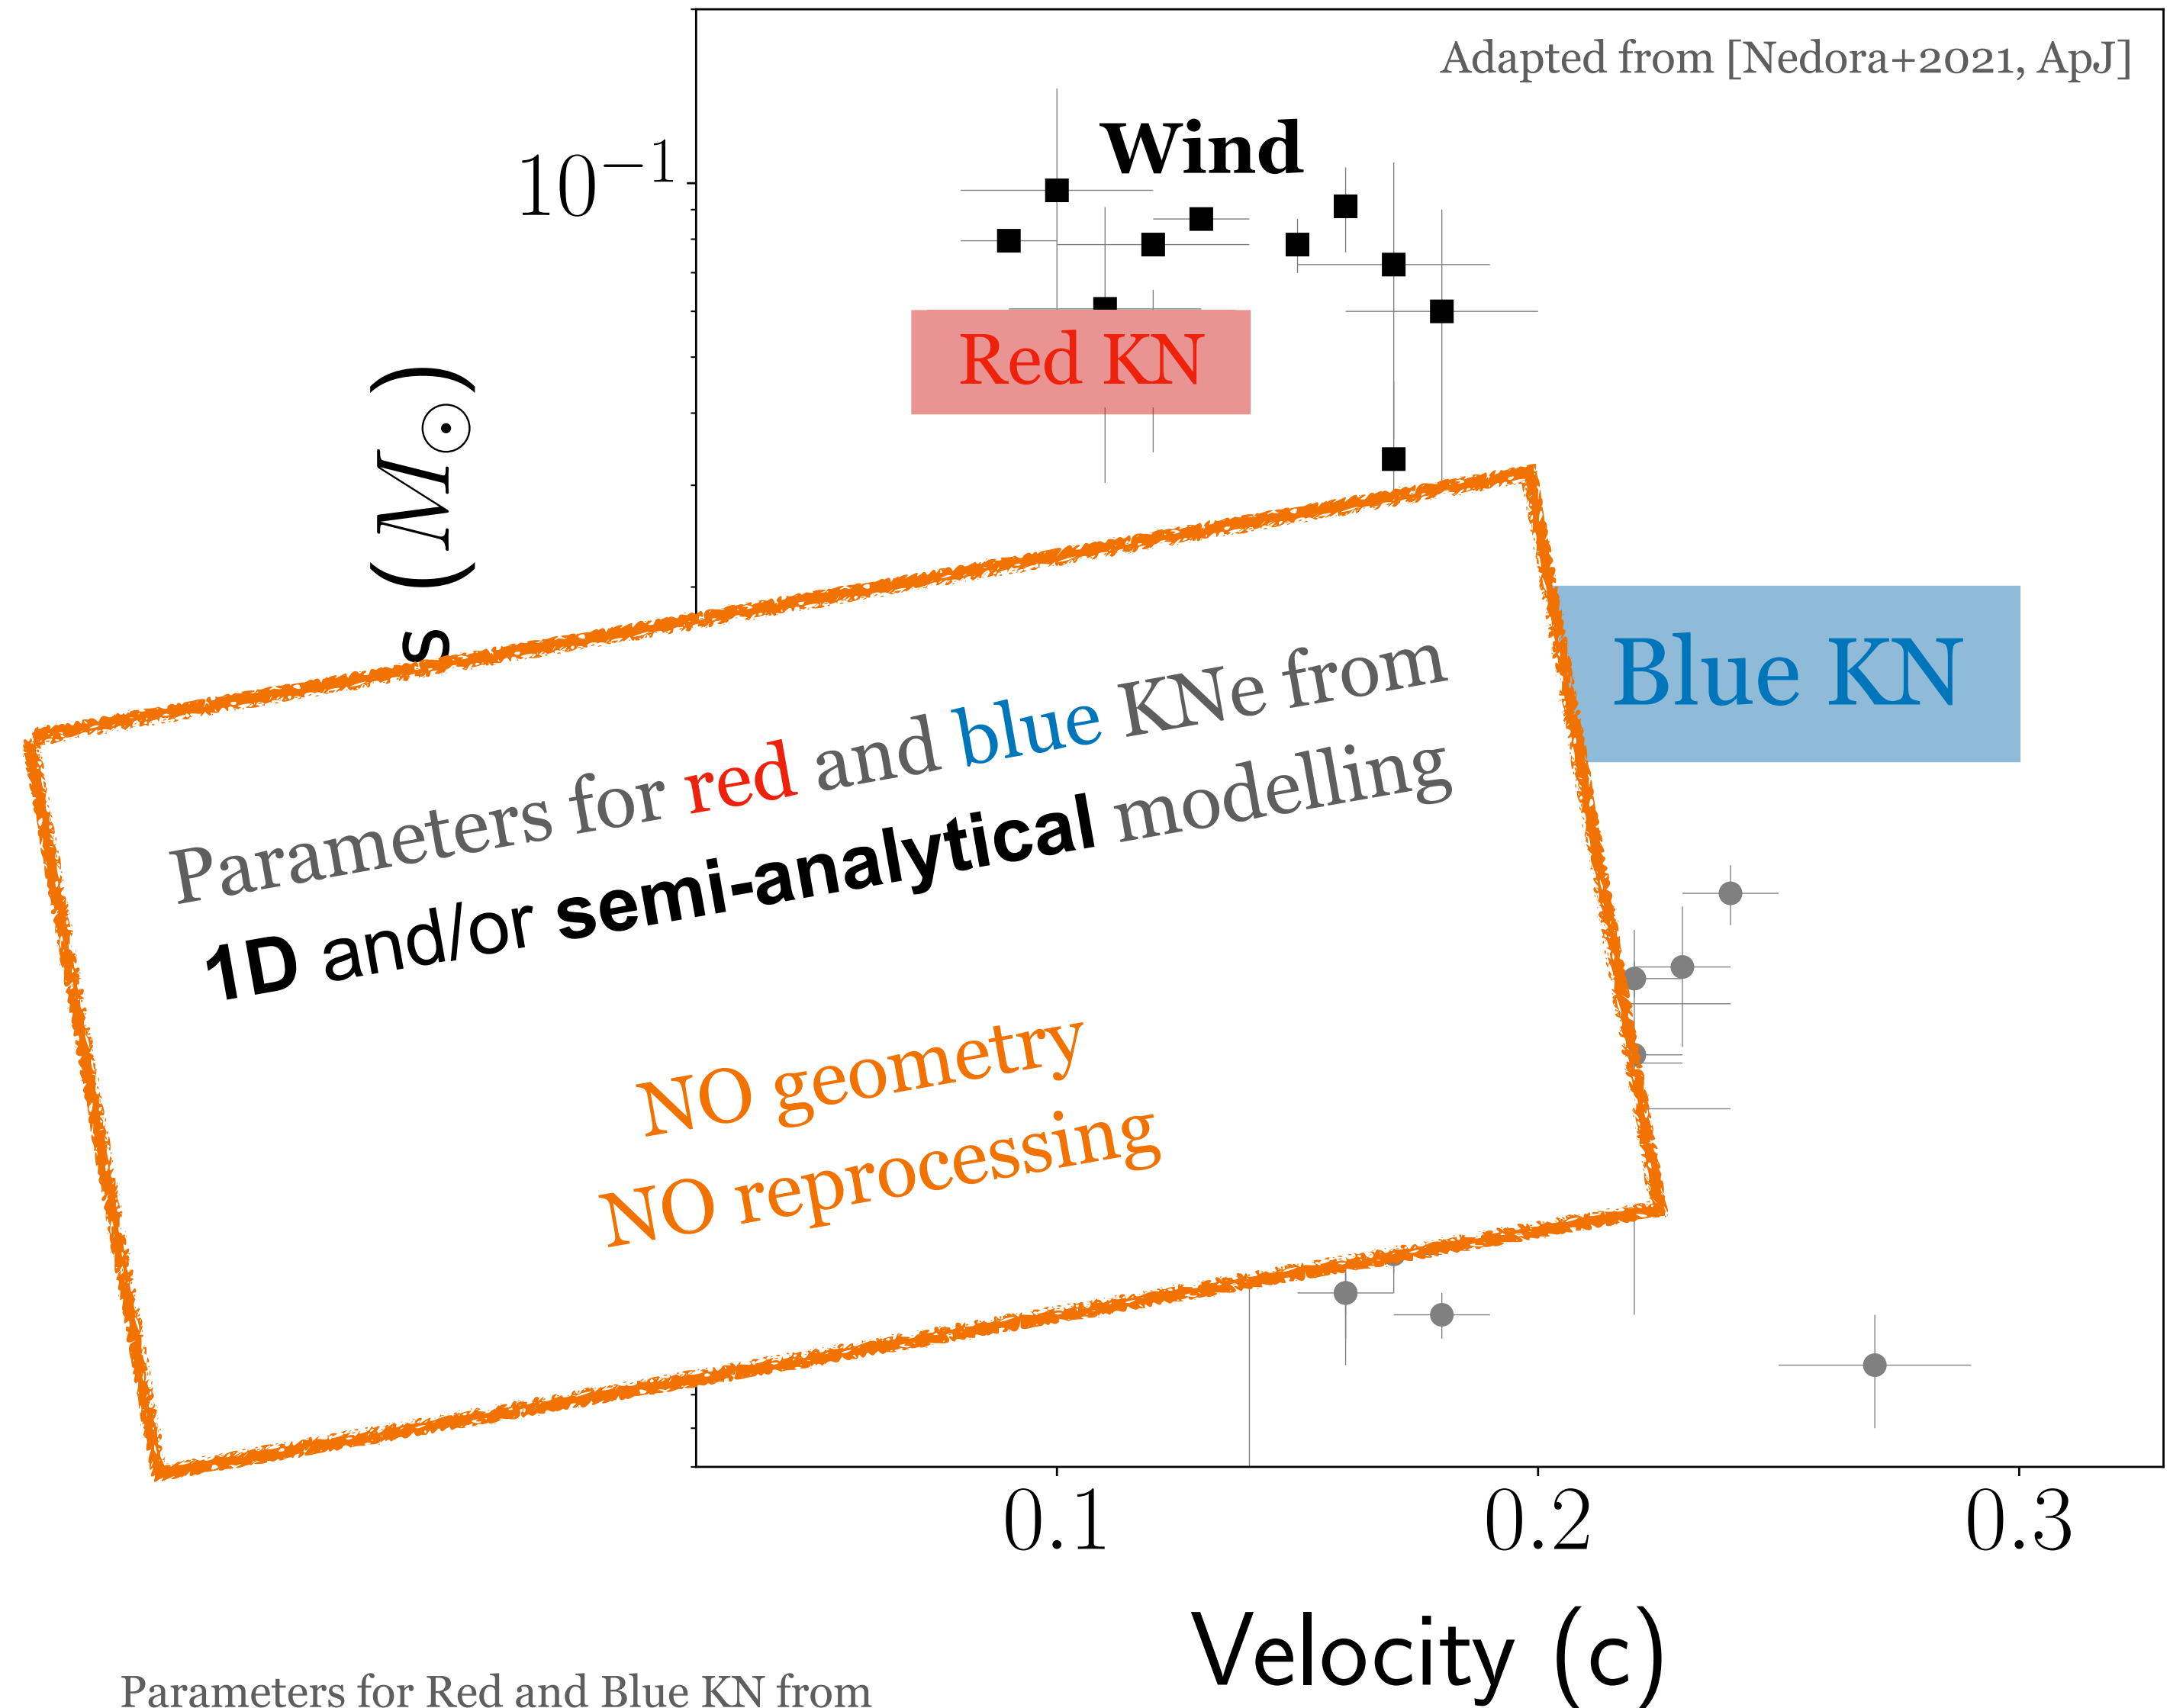 Adapted from [Nedora+2021, ApJ]
Wind
10⁻¹
Red KN
s (M⊙)
Blue KN
Parameters for red and blue KNe from
1D and/or semi-analytical modelling
NO geometry
NO reprocessing
0.1 0.2 0.3
Velocity (c)
Parameters for Red and Blue KN from